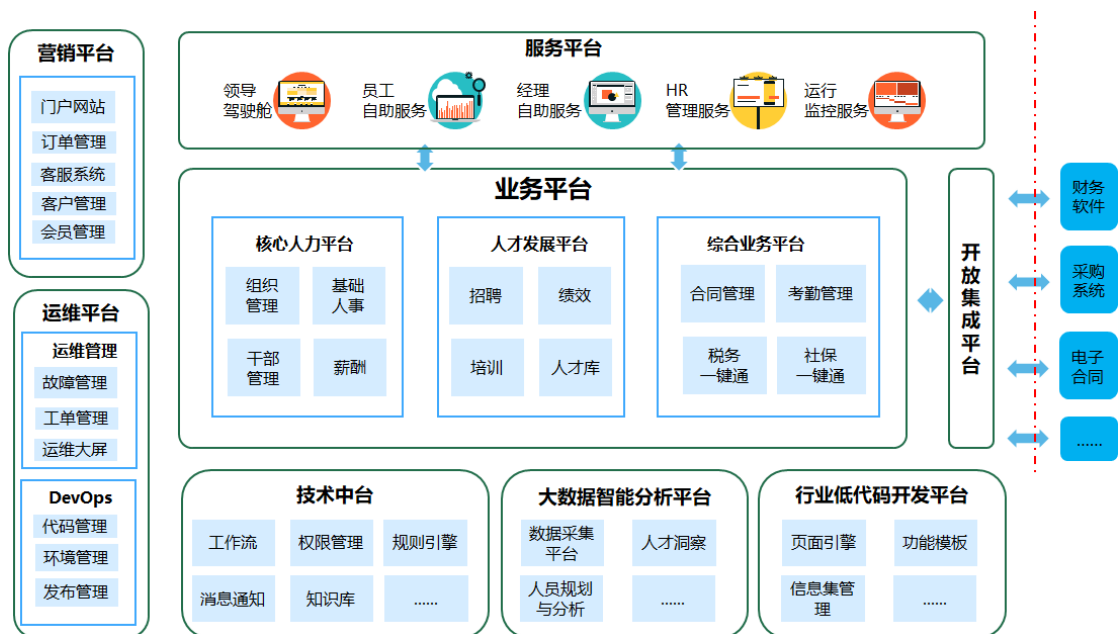 营销平台
门户网站
订单管理
客服系统
客户管理
会员管理
运维平台
运维管理
故障管理
工单管理
运维大屏
DevOps
代码管理
环境管理
发布管理
服务平台
领导
驾驶舱
员工
自助服务
经理
自助服务
HR
管理服务
运行
监控服务
业务平台
核心人力平台
组织
管理
基础
人事
干部
管理
薪酬
人才发展平台
招聘
绩效
培训
人才库
综合业务平台
合同管理
考勤管理
税务
一键通
社保
一键通
开放集成平台
财务
软件
采购
系统
电子
合同
......
技术中台
工作流
权限管理
规则引擎
消息通知
知识库
......
大数据智能分析平台
数据采集
平台
人才洞察
人员规划
与分析
......
行业低代码开发平台
页面引擎
功能模板
信息集管
理
......